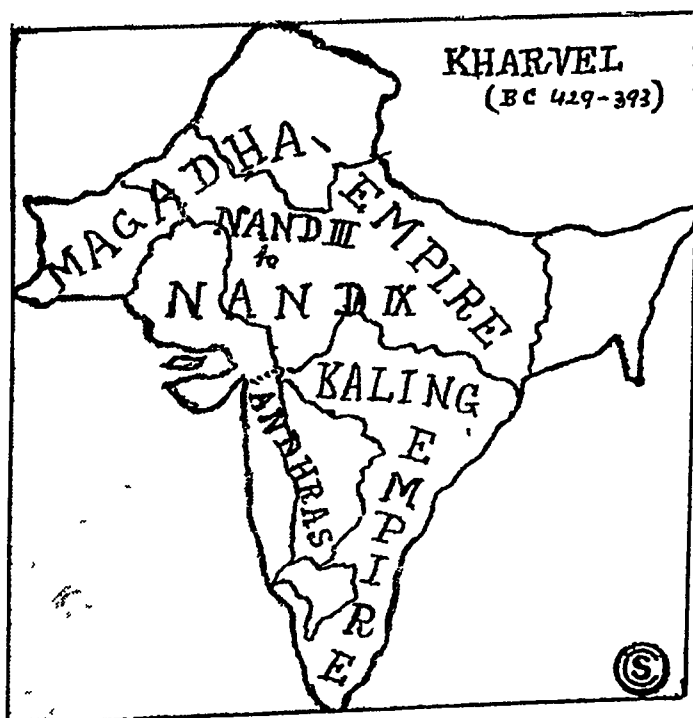 KHARVEL
(BC 429-393)
MAGADHA EMPIRE
NAND III
to
NAND IX
KALING EMPIRE
ANDHRAS
S